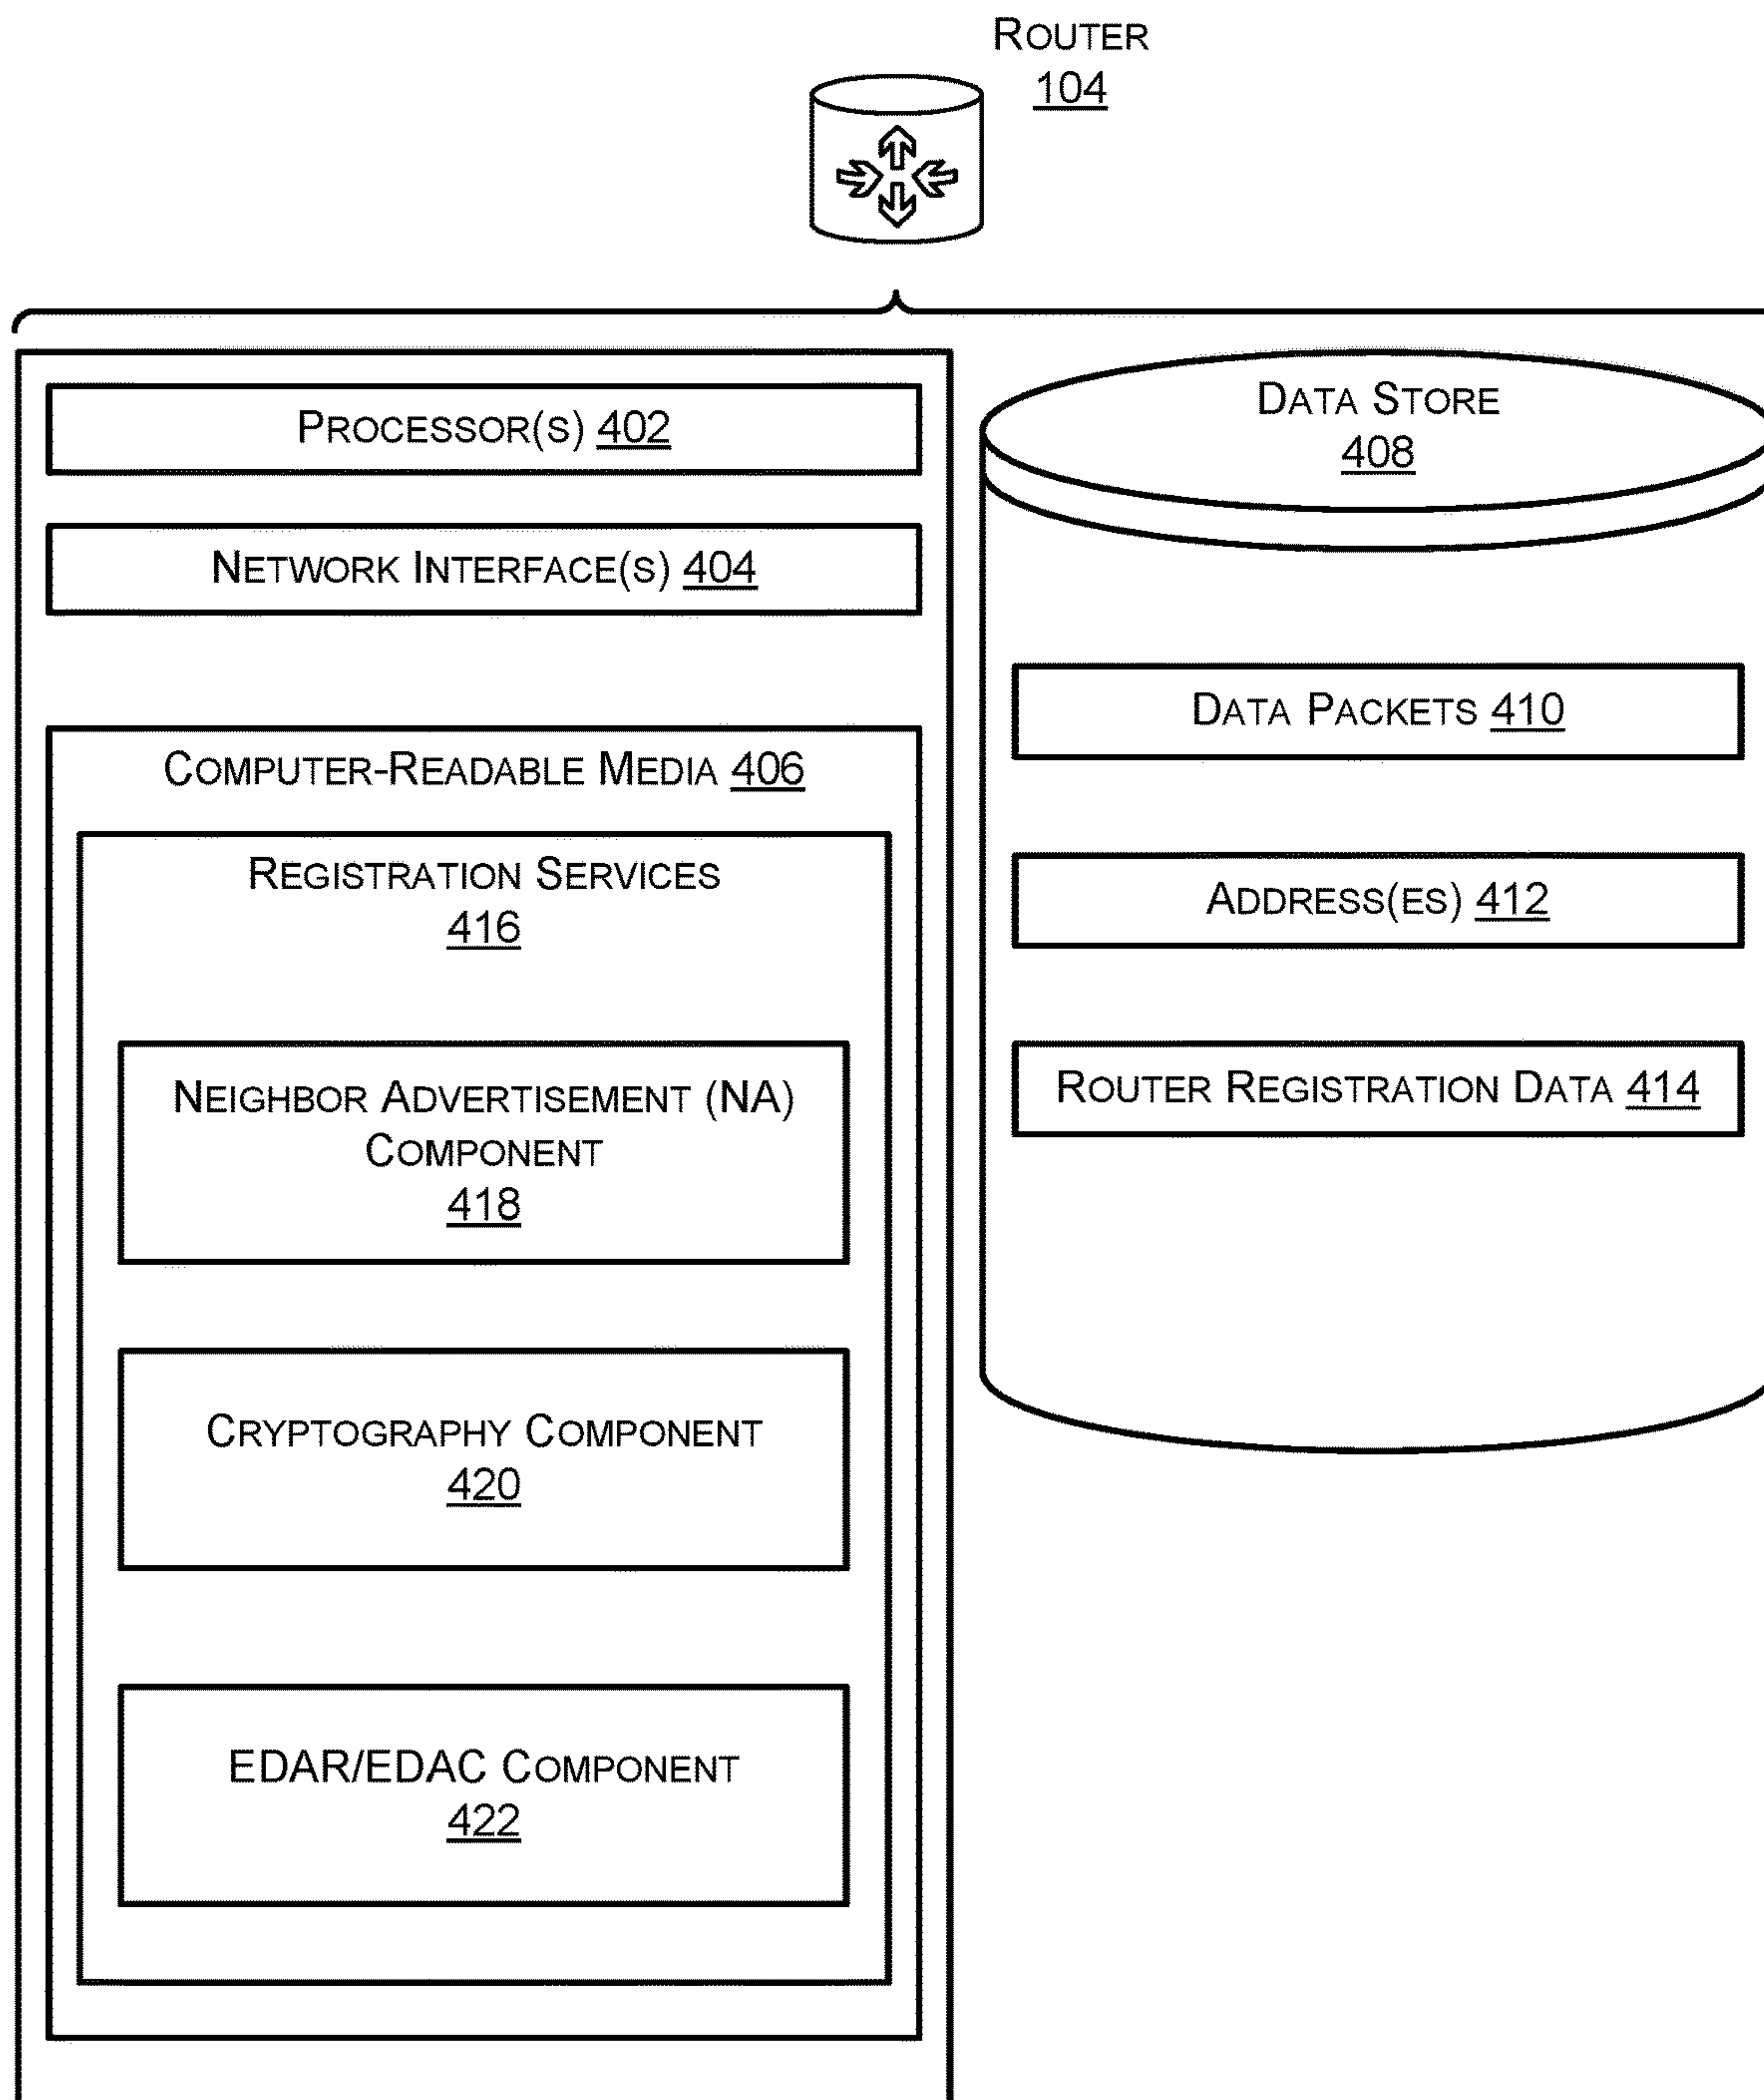 ROUTER
104
PROCESSOR(S) 402
NETWORK INTERFACE(S) 404
COMPUTER-READABLE MEDIA 406
REGISTRATION SERVICES
416
NEIGHBOR ADVERTISEMENT (NA)
COMPONENT
418
CRYPTOGRAPHY COMPONENT
420
EDAR/EDAC COMPONENT
422
DATA STORE
408
DATA PACKETS 410
ADDRESS(ES) 412
ROUTER REGISTRATION DATA 414